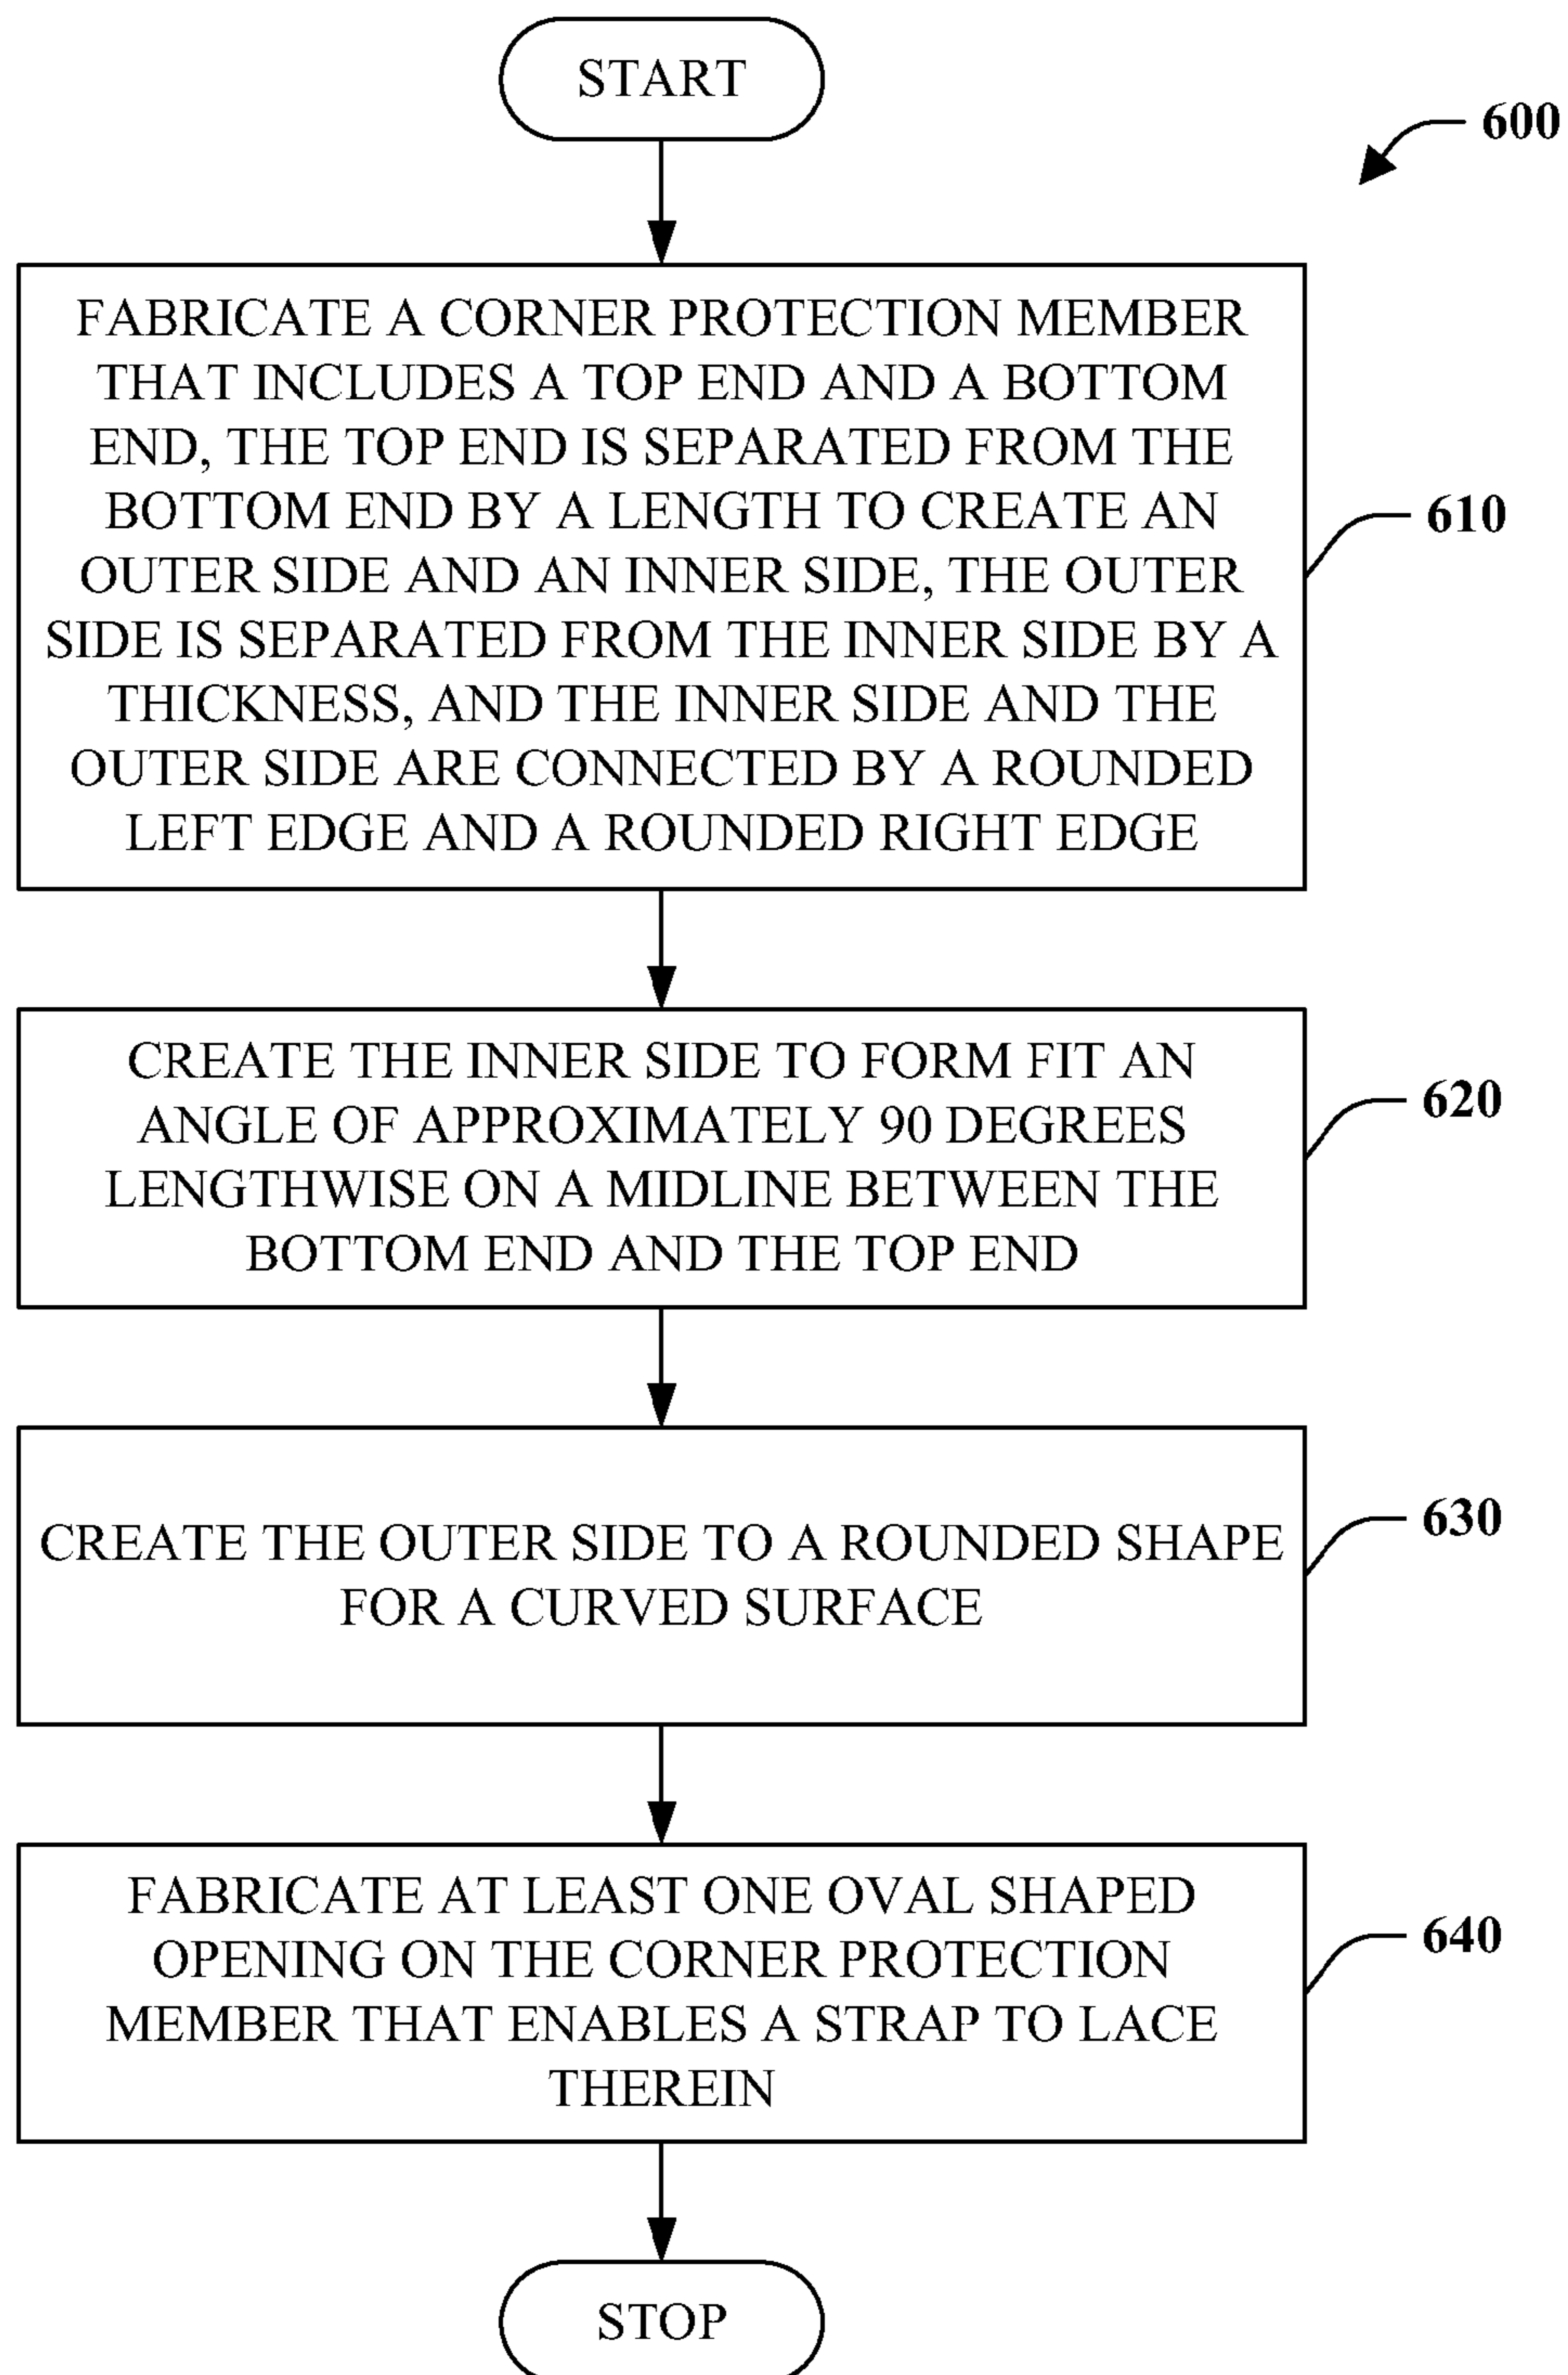 START
600
FABRICATE A CORNER PROTECTION MEMBER
THAT INCLUDES A TOP END AND A BOTTOM
END, THE TOP END IS SEPARATED FROM THE
BOTTOM END BY A LENGTH TO CREATE AN
OUTER SIDE AND AN INNER SIDE, THE OUTER
SIDE IS SEPARATED FROM THE INNER SIDE BY A
THICKNESS, AND THE INNER SIDE AND THE
OUTER SIDE ARE CONNECTED BY A ROUNDED
LEFT EDGE AND A ROUNDED RIGHT EDGE
610
CREATE THE INNER SIDE TO FORM FIT AN
ANGLE OF APPROXIMATELY 90 DEGREES
LENGTHWISE ON A MIDLINE BETWEEN THE
BOTTOM END AND THE TOP END
620
CREATE THE OUTER SIDE TO A ROUNDED SHAPE
FOR A CURVED SURFACE
630
FABRICATE AT LEAST ONE OVAL SHAPED
OPENING ON THE CORNER PROTECTION
MEMBER THAT ENABLES A STRAP TO LACE
THEREIN
640
STOP